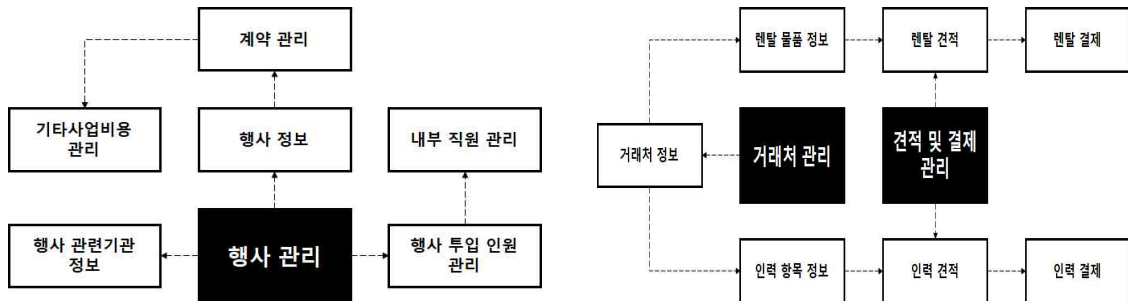 계약 관리
기타사업비용
관리
행사 정보
내부 직원 관리
행사 관련기관
정보
행사 관리
행사 투입 인원
관리
렌탈 물품 정보
렌탈 견적
렌탈 결제
거래처 정보
거래처 관리
견적 및 결제
관리
인력 항목 정보
인력 견적
인력 결제